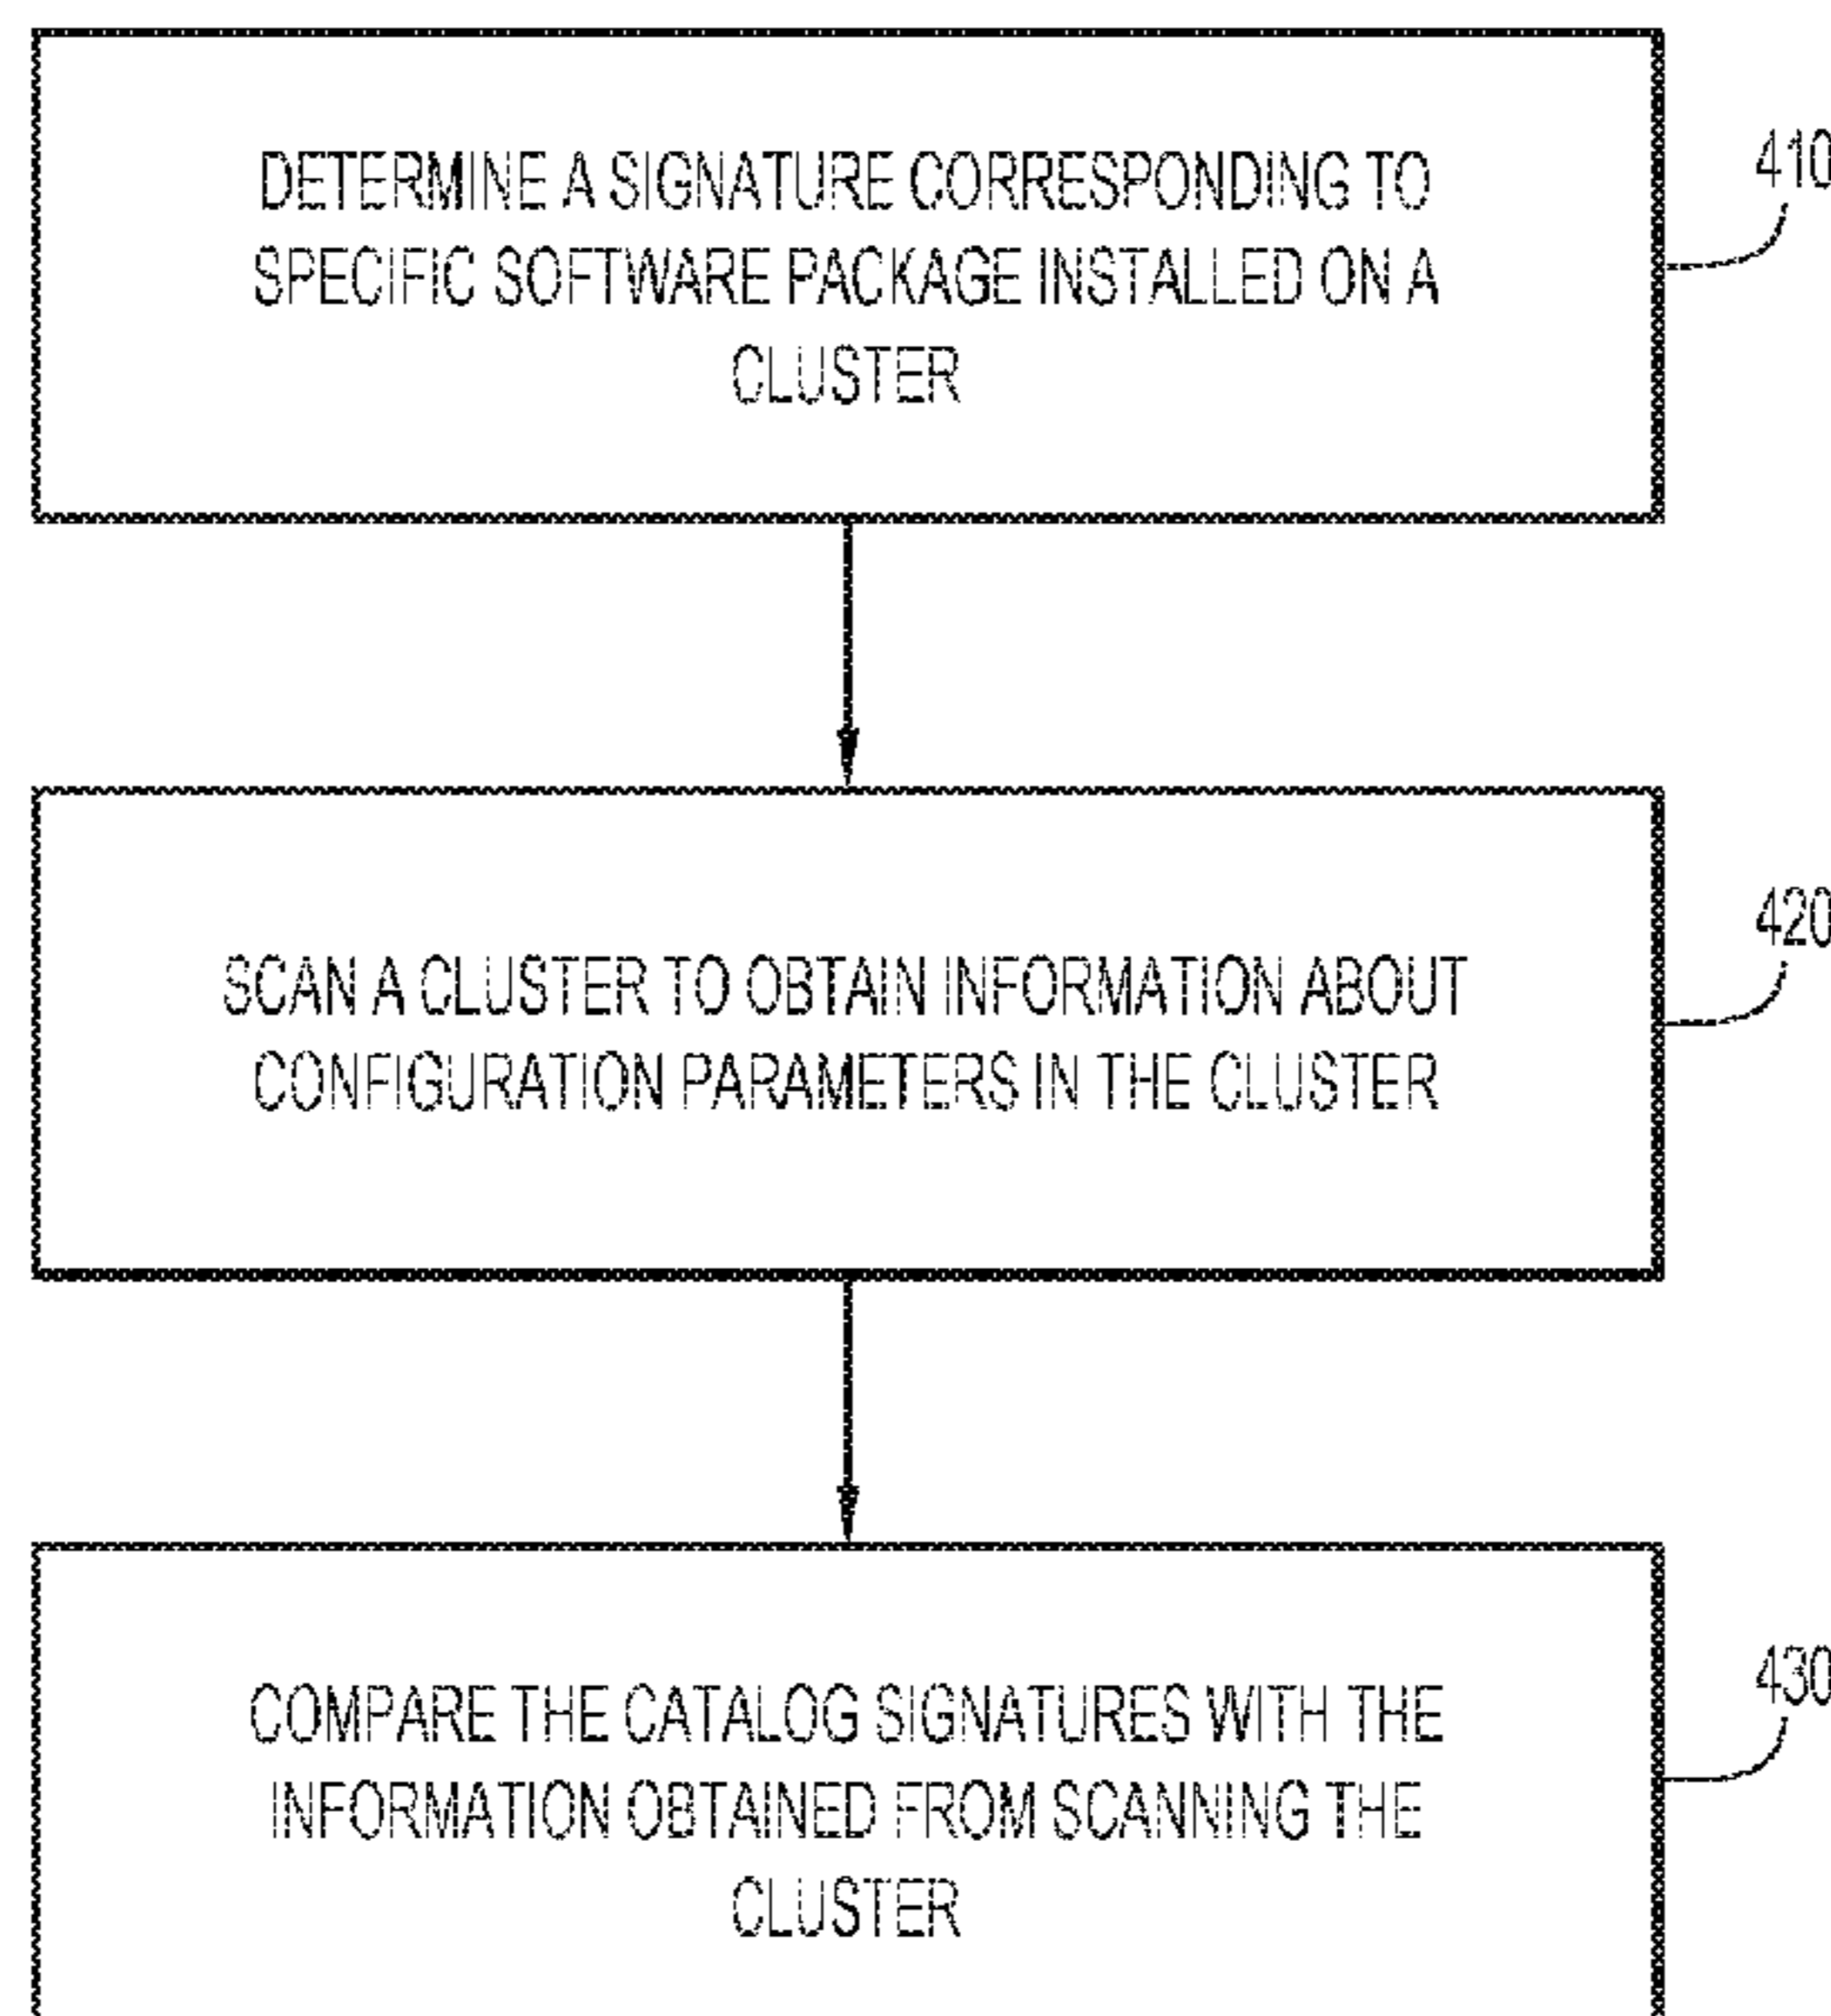 DETERMINE A SIGNATURE CORRESPONDING TO
SPECIFIC SOFTWARE PACKAGE INSTALLED ON A
CLUSTER
410
SCAN A CLUSTER TO OBTAIN INFORMATION ABOUT
CONFIGURATION PARAMETERS IN THE CLUSTER
420
COMPARE THE CATALOG SIGNATURES WITH THE
INFORMATION OBTAINED FROM SCANNING THE
CLUSTER
430